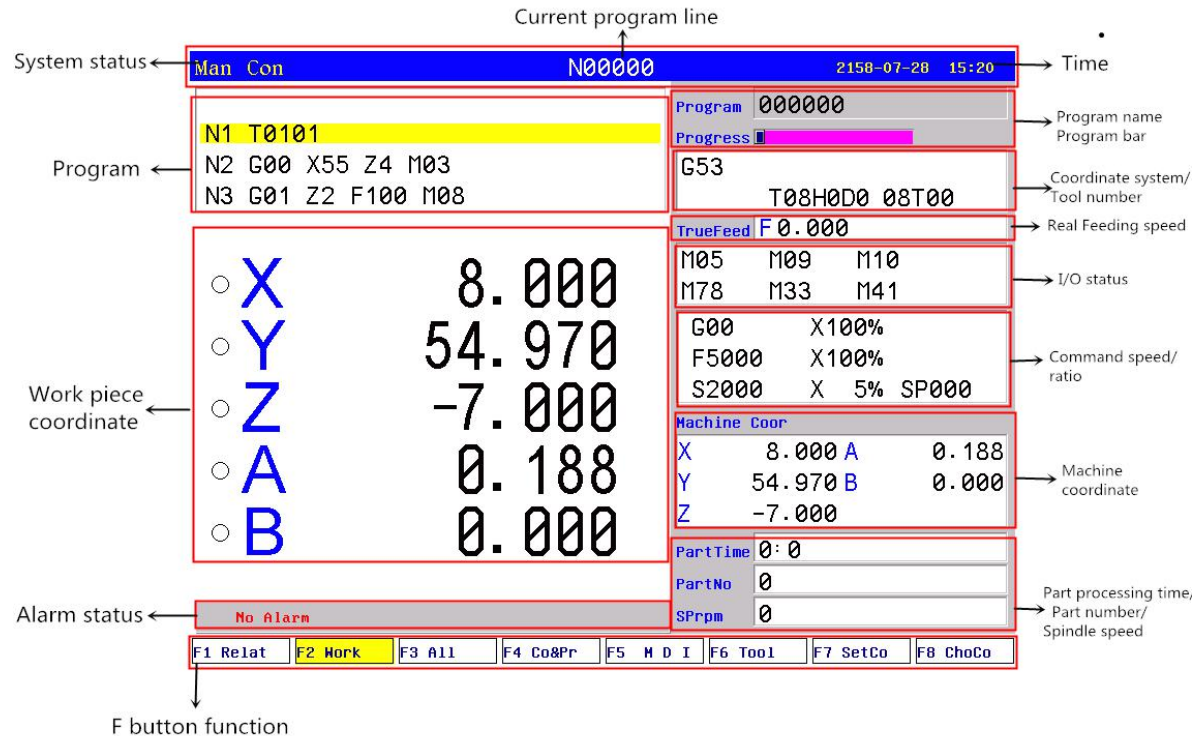 Current program line
System status
Man Con
N00000
2158-07-28 15:20
Time
Program 000000
Progress
Program name
Program bar
N1 T0101
N2 G00 X55 Z4 M03
N3 G01 Z2 F100 M08
Program
G53
T08H0D0 08T00
Coordinate system/
Tool number
TrueFeed F 0.000
Real Feeding speed
M05 M09 M10
M78 M33 M41
I/O status
G00 X100%
F5000 X100%
S2000 X 5% SP000
Command speed/
ratio
X 8.000
Y 54.970
Z -7.000
A 0.188
B 0.000
Work piece
coordinate
Machine Coor
X 8.000 A 0.188
Y 54.970 B 0.000
Z -7.000
Machine
coordinate
PartTime 0:0
PartNo 0
SPrpm 0
Part processing time/
Part number/
Spindle speed
Alarm status
No Alarm
F1 Relat F2 Work F3 All F4 Co&Pr F5 M D I F6 Tool F7 SetCo F8 ChoCo
F button function